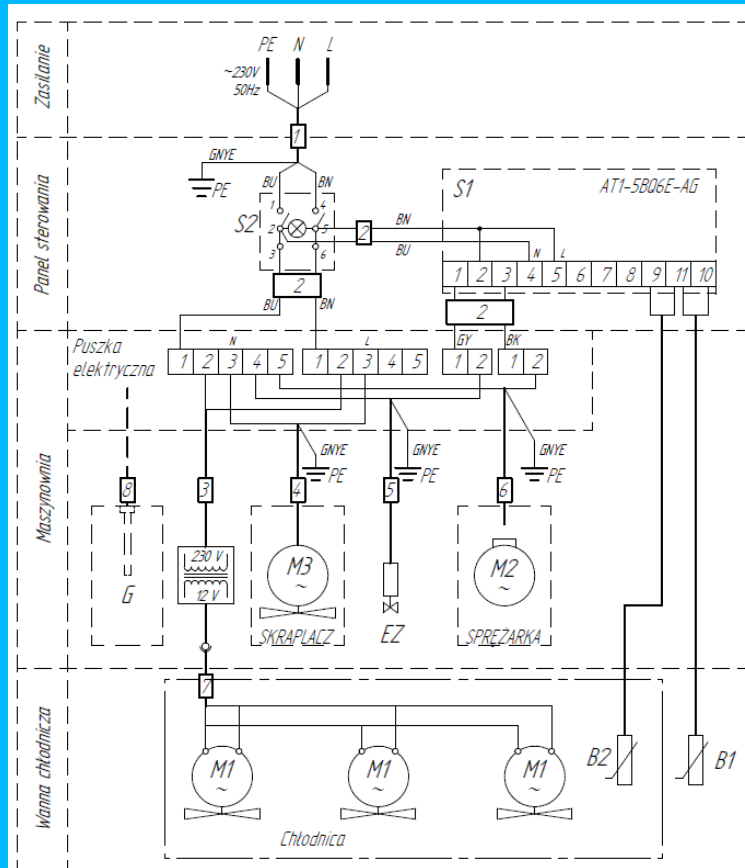 Zasilanie
PE N L
~230V
50Hz
1
GNYE
PE
BU BN
Panel sterowania
S2
1 4
2 5
3 6
2
BN
BU
S1 AT1-5BQ6E-AG
N L
1 2 3 4 5 6 7 8 9 11 10
2
BU BN
2
GY BK
Maszynownia
Puszka
elektryczna
N
1 2 3 4 5
L
1 2 3 4 5
1 2
1 2
GNYE
PE
GNYE
PE
GNYE
PE
8 3 4 5 6
G
230 V
12 V
M3
~
SKRAPLACZ
EZ
M2
~
SPRĘŻARKA
Wanna chłodnicza
7
M1
~
M1
~
M1
~
Chłodnica
B2
B1